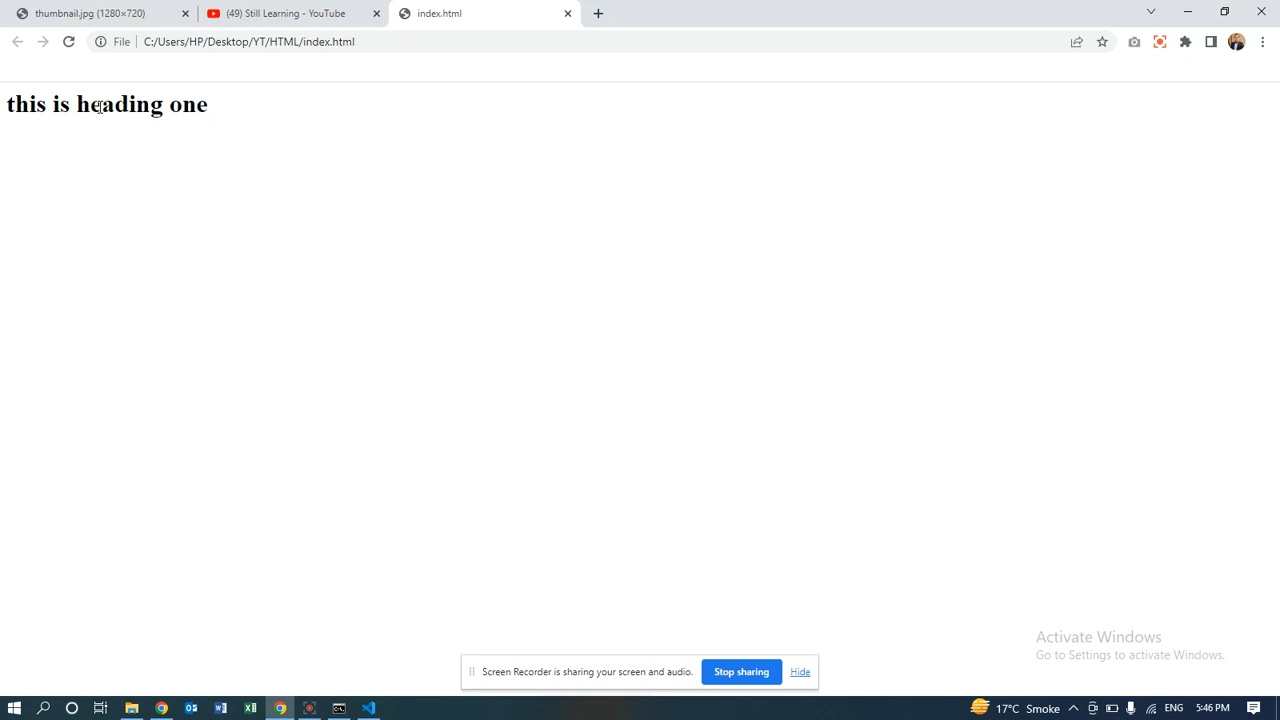 thumbnail.jpg (1280×720)
(49) Still Learning - YouTube
index.html
File
C:/Users/HP/Desktop/YT/HTML/index.html
this is heading one
Activate Windows
Go to Settings to activate Windows.
Screen Recorder is sharing your screen and audio.
Stop sharing
Hide
17°C Smoke
ENG
5:46 PM